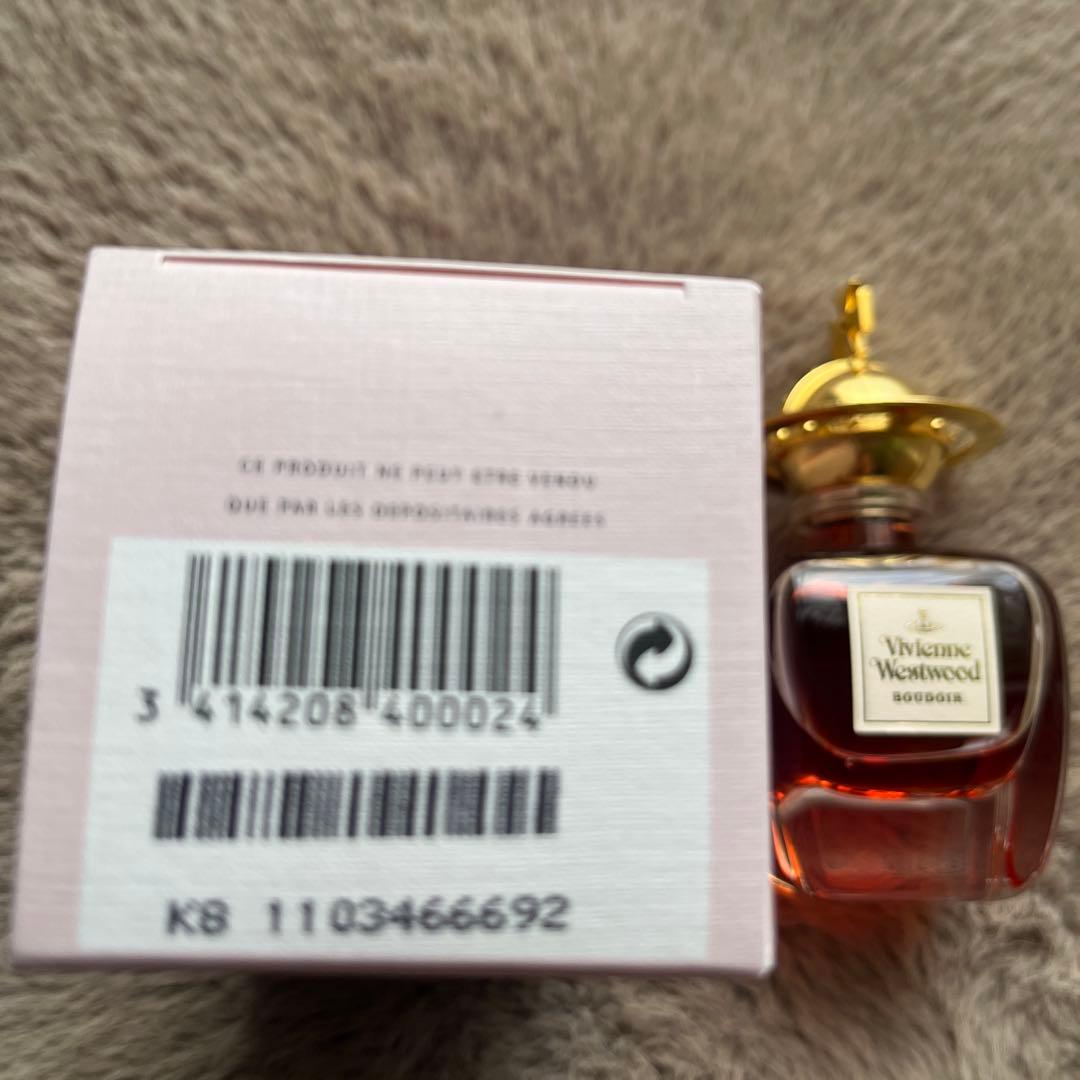 CE PRODUIT NE PEUT ETRE VENDU
QUE PAR LES DEPOSITAIRES AGREES
3 414208 400024
K8 1103466692
Vivienne
Westwood
BOUDOIR